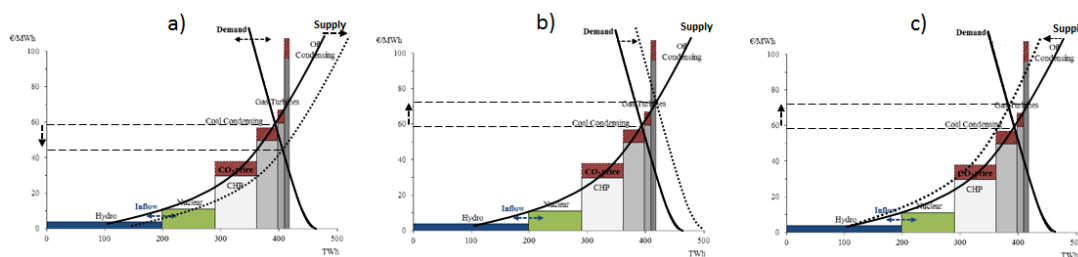 a)
Supply
Demand
€/MWh
100
80
60
40
20
0
Oil
Condensing
Gas Turbines
Coal Condensing
CO₂-price
CHP
Nuclear
Inflow
Hydro
0 100 200 300 400 500
TWh
b)
Supply
Demand
€/MWh
100
80
60
40
20
0
Oil
Condensing
Gas Turbines
Coal Condensing
CO₂-price
CHP
Nuclear
Inflow
Hydro
0 100 200 300 400 500
TWh
c)
Supply
Demand
€/MWh
100
80
60
40
20
0
Oil
Condensing
Gas Turbines
Coal Condensing
CO₂-price
CHP
Nuclear
Inflow
Hydro
0 100 200 300 400 500
TWh